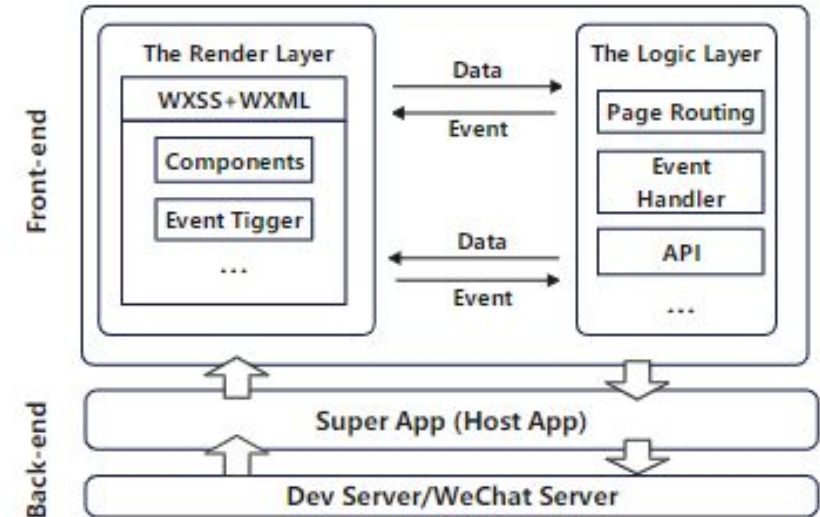 Front-end
The Render Layer
WXSS+WXML
Components
Event Tigger
...
Data
Event
Data
Event
The Logic Layer
Page Routing
Event
Handler
API
...
Back-end
Super App (Host App)
Dev Server/WeChat Server